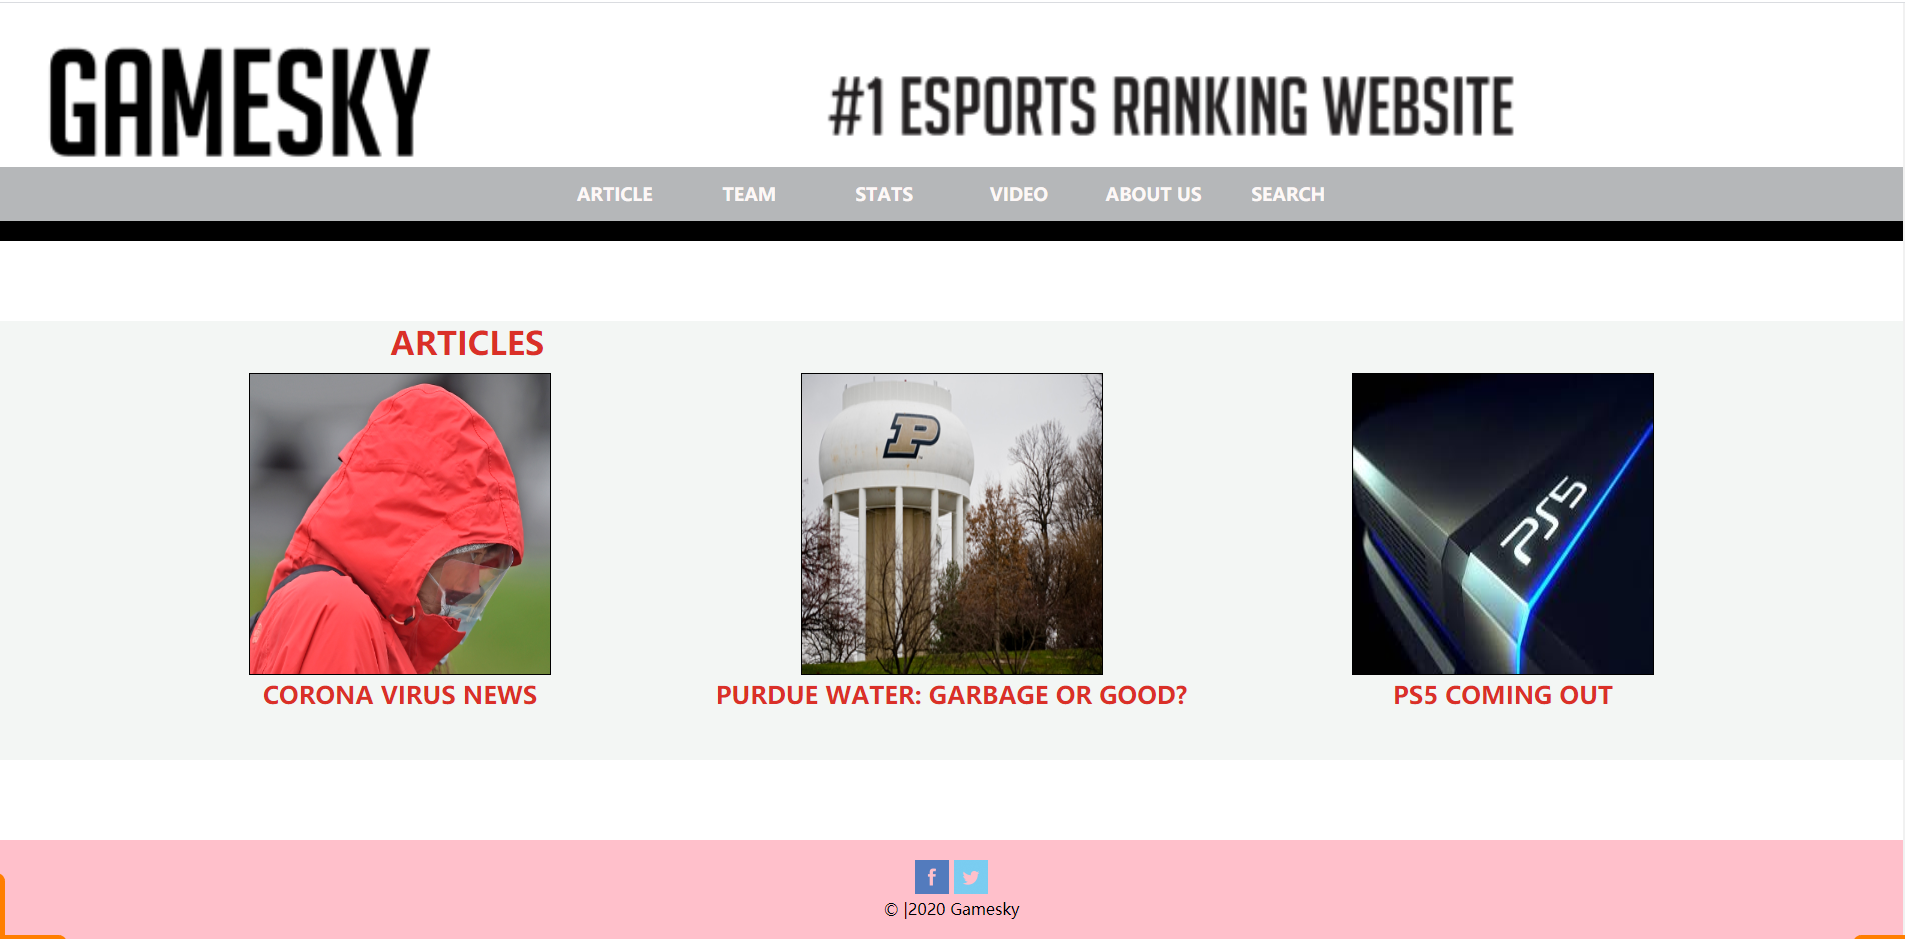 GAMESKY
#1 ESPORTS RANKING WEBSITE
ARTICLE TEAM STATS VIDEO ABOUT US SEARCH
ARTICLES
P
PS5
CORONA VIRUS NEWS
PURDUE WATER: GARBAGE OR GOOD?
PS5 COMING OUT
f
© |2020 Gamesky